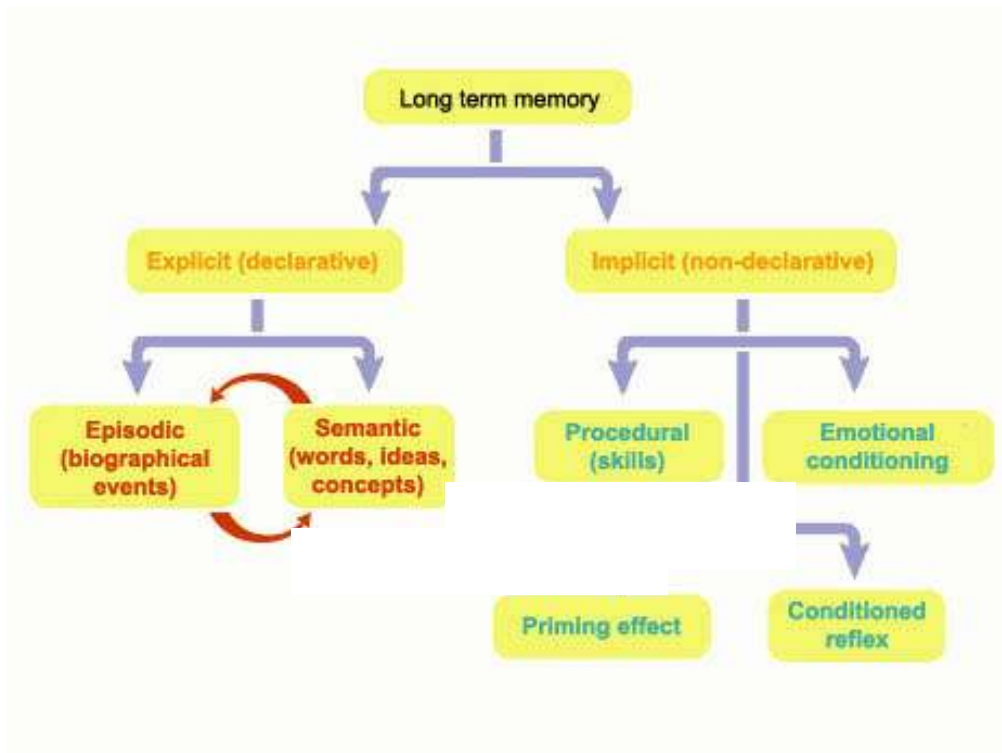 Long term memory
Explicit (declarative)
Implicit (non-declarative)
Episodic
(biographical
events)
Semantic
(words, ideas,
concepts)
Procedural
(skills)
Emotional
conditioning
Priming effect
Conditioned
reflex